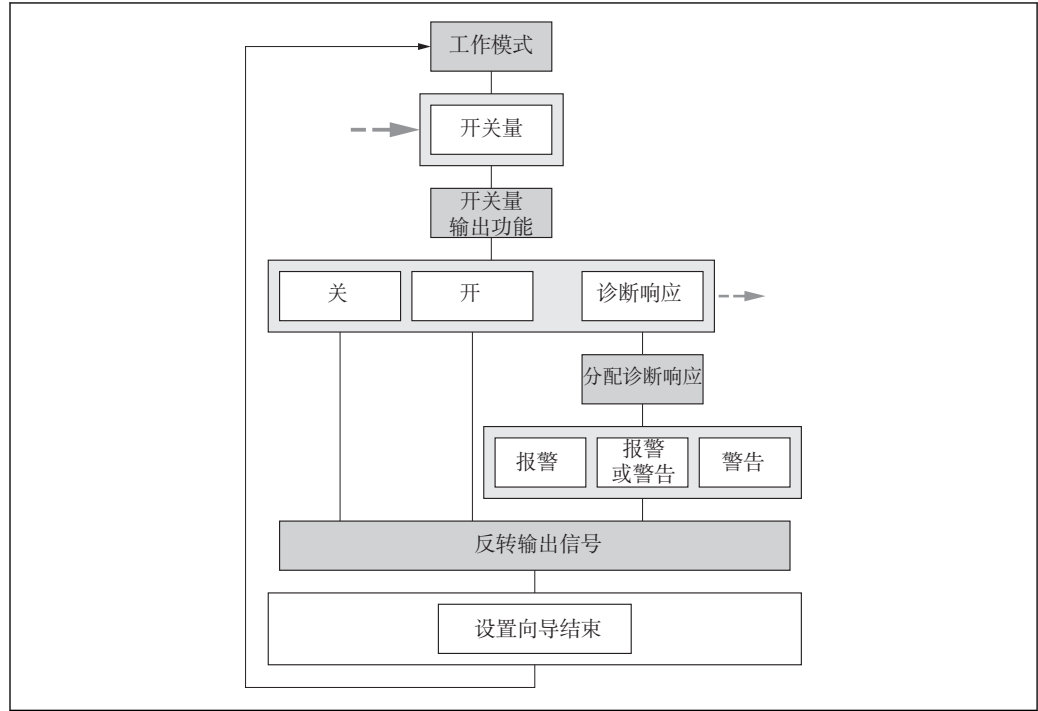 工作模式
开关量
开关量
输出功能
关
开
诊断响应
分配诊断响应
报警
报警
或警告
警告
反转输出信号
设置向导结束